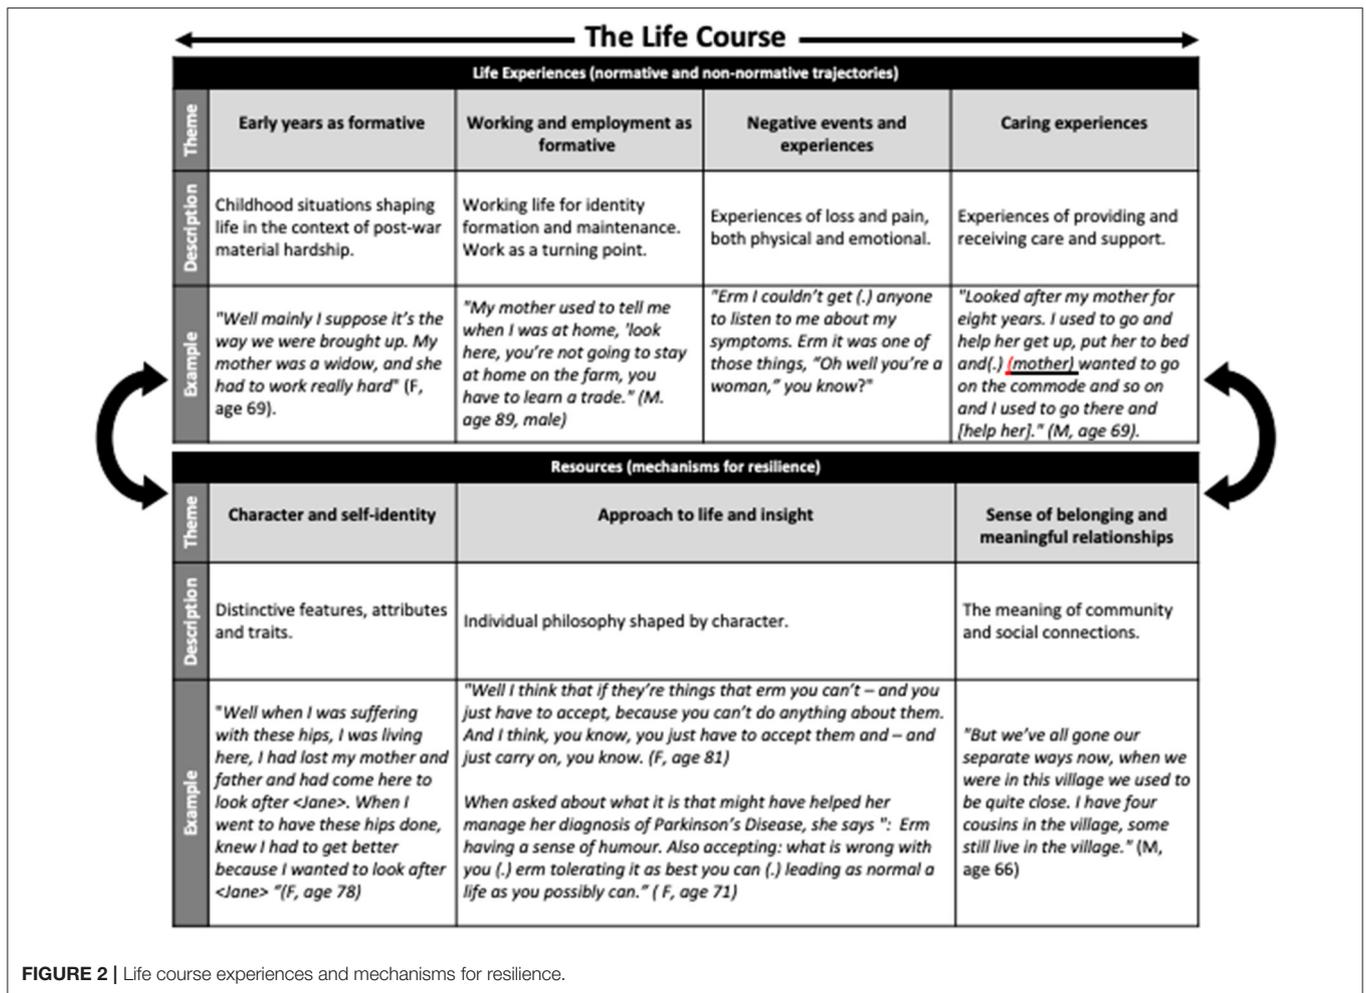 The Life Course
Life Experiences (normative and non-normative trajectories)
Theme
Early years as formative
Working and employment as
formative
Negative events and
experiences
Caring experiences
Description
Childhood situations shaping
life in the context of post-war
material hardship.
Working life for identity
formation and maintenance.
Work as a turning point.
Experiences of loss and pain,
both physical and emotional.
Experiences of providing and
receiving care and support.
Example
"Well mainly I suppose it's the
way we were brought up. My
mother was a widow, and she
had to work really hard" (F,
age 69).
"My mother used to tell me
when I was at home, 'look
here, you're not going to stay
at home on the farm, you
have to learn a trade." (M.
age 89, male)
"Erm I couldn't get (.) anyone
to listen to me about my
symptoms. Erm it was one of
those things, "Oh well you're a
woman," you know?"
"Looked after my mother for
eight years. I used to go and
help her get up, put her to bed
and(.) (mother) wanted to go
on the commode and so on
and I used to go there and
[help her]." (M, age 69).
Resources (mechanisms for resilience)
Theme
Character and self-identity
Approach to life and insight
Sense of belonging and
meaningful relationships
Description
Distinctive features, attributes
and traits.
Individual philosophy shaped by character.
The meaning of community
and social connections.
Example
"Well when I was suffering
with these hips, I was living
here, I had lost my mother and
father and had come here to
look after <Jane>. When I
went to have these hips done,
knew I had to get better
because I wanted to look after
<Jane> "(F, age 78)
"Well I think that if they're things that erm you can't – and you
just have to accept, because you can't do anything about them.
And I think, you know, you just have to accept them and – and
just carry on, you know. (F, age 81)
When asked about what it is that might have helped her
manage her diagnosis of Parkinson's Disease, she says ": Erm
having a sense of humour. Also accepting: what is wrong with
you (.) erm tolerating it as best you can (.) leading as normal a
life as you possibly can." ( F, age 71)
"But we've all gone our
separate ways now, when we
were in this village we used to
be quite close. I have four
cousins in the village, some
still live in the village." (M,
age 66)
FIGURE 2 | Life course experiences and mechanisms for resilience.